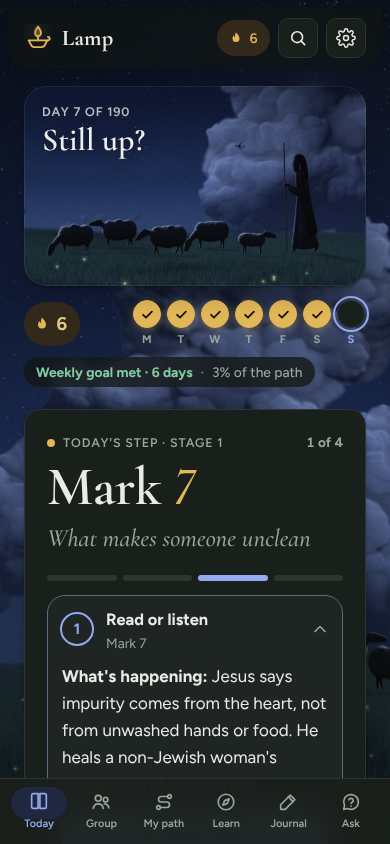 Lamp
6
DAY 7 OF 190
Still up?
6
M T W T F S S
Weekly goal met · 6 days · 3% of the path
TODAY'S STEP · STAGE 1
1 of 4
Mark 7
What makes someone unclean
1
Read or listen
Mark 7
What's happening: Jesus says
impurity comes from the heart, not
from unwashed hands or food. He
heals a non-Jewish woman's
Today Group My path Learn Journal Ask